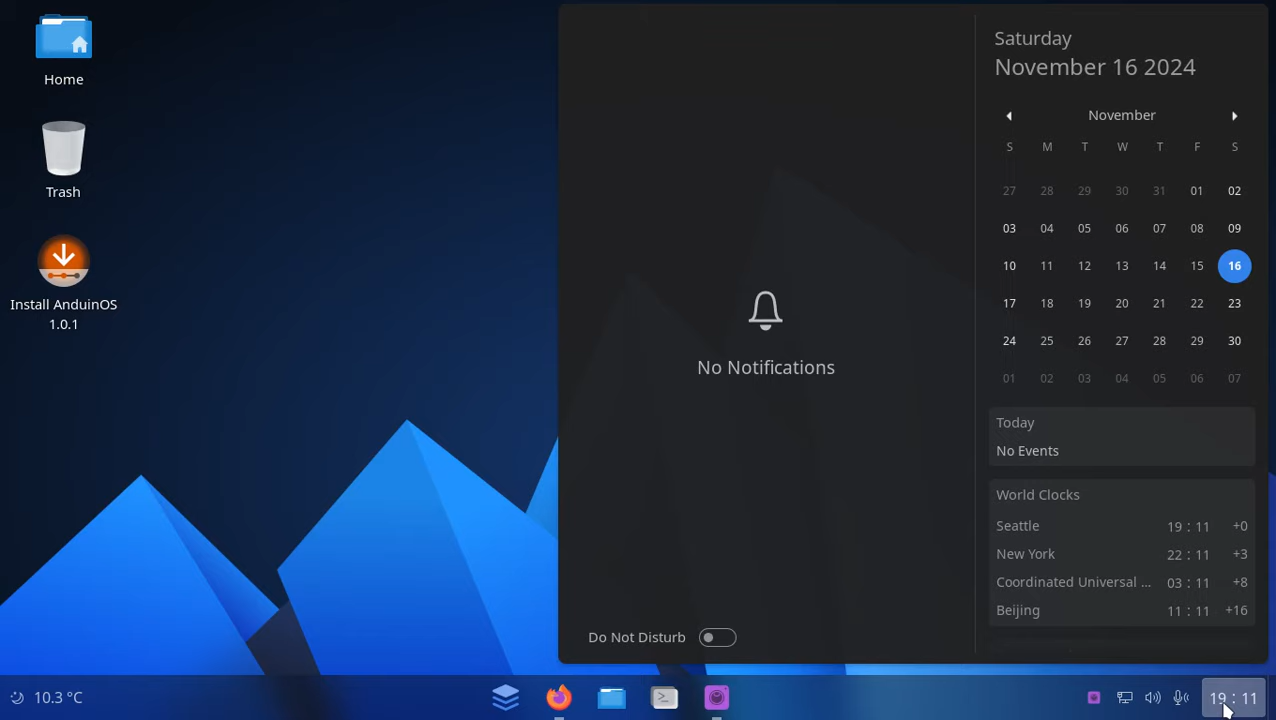 Home
Trash
Install AnduinOS
1.0.1
No Notifications
Do Not Disturb
Saturday
November 16 2024
November
S M T W T F S
27 28 29 30 31 01 02
03 04 05 06 07 08 09
10 11 12 13 14 15 16
17 18 19 20 21 22 23
24 25 26 27 28 29 30
01 02 03 04 05 06 07
Today
No Events
World Clocks
Seattle 19 : 11 +0
New York 22 : 11 +3
Coordinated Universal ... 03 : 11 +8
Beijing 11 : 11 +16
10.3 °C
19 : 11